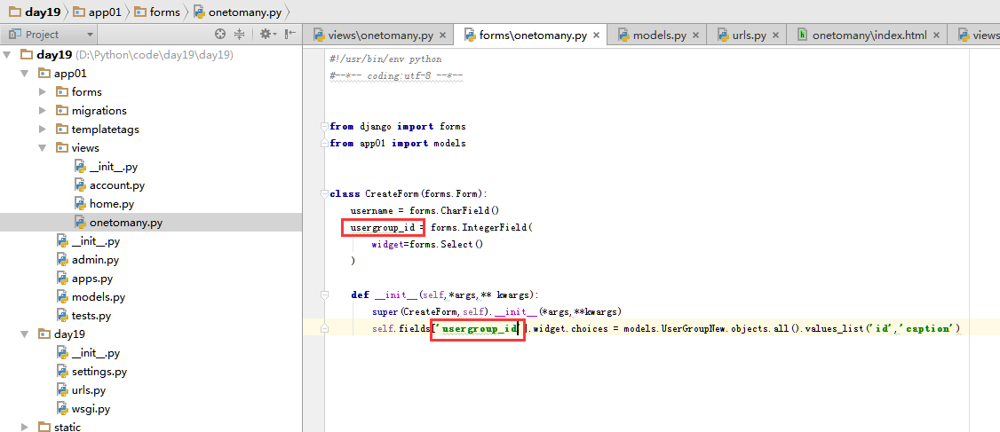 day19 app01 forms onetomany.py
Project
views\onetomany.py forms\onetomany.py models.py urls.py onetomany\index.html views
day19 (D:\Python\code\day19\day19)
app01
forms
migrations
templatetags
views
__init__.py
account.py
home.py
onetomany.py
__init__.py
admin.py
apps.py
models.py
tests.py
day19
__init__.py
settings.py
urls.py
wsgi.py
static
#!/usr/bin/env python
#--*-- coding:utf-8 --*--
from django import forms
from app01 import models
class CreateForm(forms.Form):
username = forms.CharField()
usergroup_id = forms.IntegerField(
widget=forms.Select()
)
def __init__(self,*args,** kwargs):
super(CreateForm,self).__init__(*args,**kwargs)
self.fields['usergroup_id'].widget.choices = models.UserGroupNew.objects.all().values_list('id','caption')